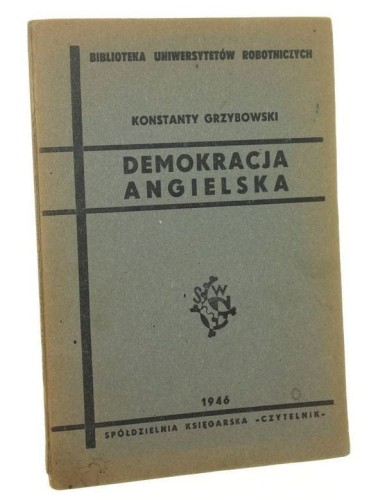 BIBLIOTEKA UNIWERSYTETÓW ROBOTNICZYCH
KONSTANTY GRZYBOWSKI
DEMOKRACJA
ANGIELSKA
1946
SPÓŁDZIELNIA KSIĘGARSKA „CZYTELNIK"